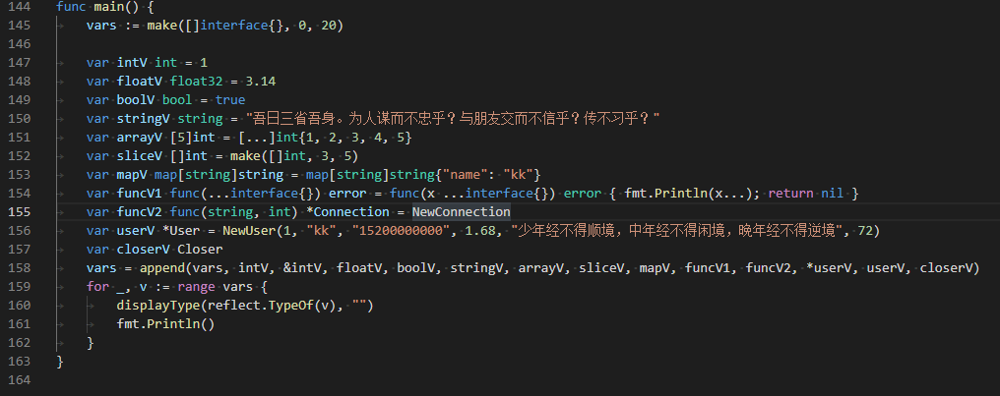 144 func main() {
145 vars := make([]interface{}, 0, 20)
146
147 var intV int = 1
148 var floatV float32 = 3.14
149 var boolV bool = true
150 var stringV string = "吾日三省吾身。为人谋而不忠乎？与朋友交而不信乎？传不习乎？"
151 var arrayV [5]int = [...]int{1, 2, 3, 4, 5}
152 var sliceV []int = make([]int, 3, 5)
153 var mapV map[string]string = map[string]string{"name": "kk"}
154 var funcV1 func(...interface{}) error = func(x ...interface{}) error { fmt.Println(x...); return nil }
155 var funcV2 func(string, int) *Connection = NewConnection
156 var userV *User = NewUser(1, "kk", "15200000000", 1.68, "少年经不得顺境，中年经不得闲境，晚年经不得逆境", 72)
157 var closerV Closer
158 vars = append(vars, intV, &intV, floatV, boolV, stringV, arrayV, sliceV, mapV, funcV1, funcV2, *userV, userV, closerV)
159 for _, v := range vars {
160 displayType(reflect.TypeOf(v), "")
161 fmt.Println()
162 }
163 }
164